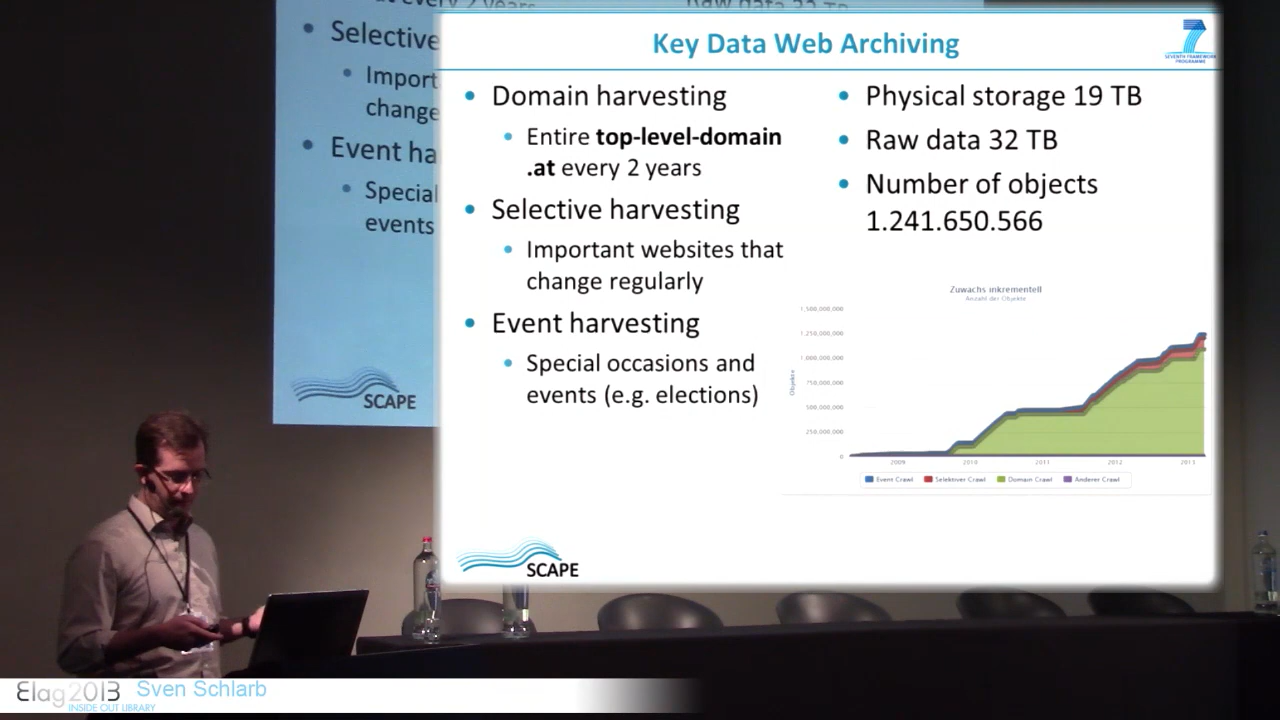 Key Data Web Archiving
SEVENTH FRAMEWORK
PROGRAMME
Domain harvesting
Entire top-level-domain
.at every 2 years
Selective harvesting
Important websites that
change regularly
Event harvesting
Special occasions and
events (e.g. elections)
Physical storage 19 TB
Raw data 32 TB
Number of objects
1.241.650.566
Zuwachs inkrementell
Anzahl der Objekte
Objekte
1,500,000,000
1,250,000,000
1,000,000,000
750,000,000
500,000,000
250,000,000
0
2009 2010 2011 2012 2013
Event Crawl Selektiver Crawl Domain Crawl Anderer Crawl
SCAPE
Selective
Import
change
Event ha
Special
events
SCAPE
Elag2013 Sven Schlarb
INSIDE OUT LIBRARY